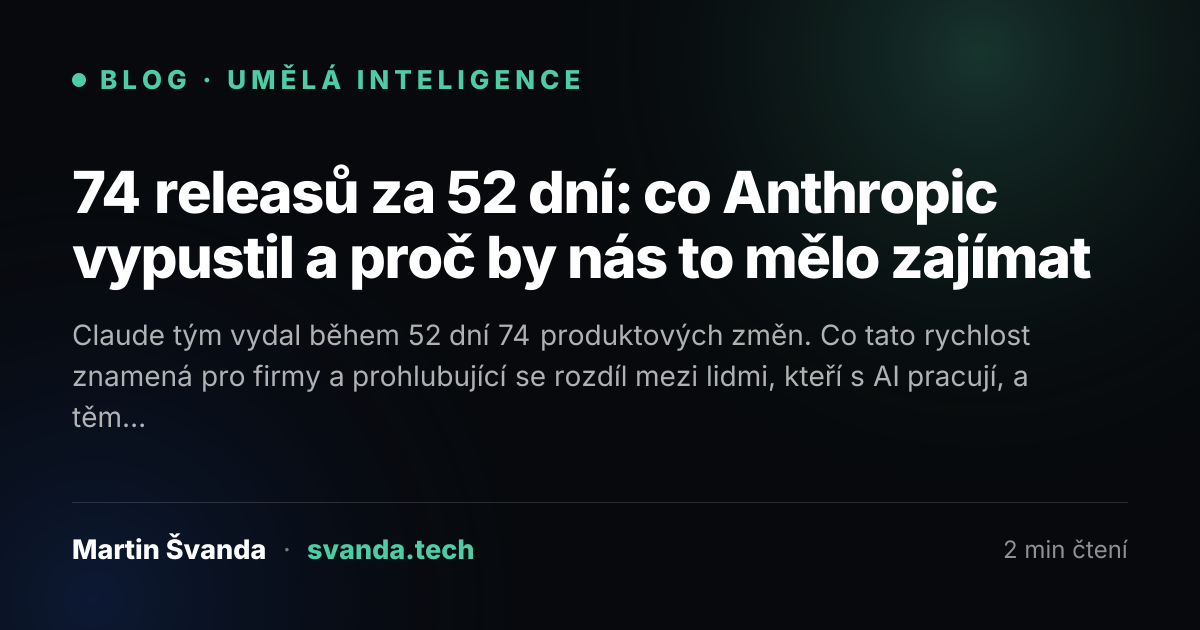 BLOG · UMĚLÁ INTELIGENCE
74 releasů za 52 dní: co Anthropic
vypustil a proč by nás to mělo zajímat
Claude tým vydal během 52 dní 74 produktových změn. Co tato rychlost
znamená pro firmy a prohlubující se rozdíl mezi lidmi, kteří s AI pracují, a
těm…
Martin Švanda · svanda.tech
2 min čtení